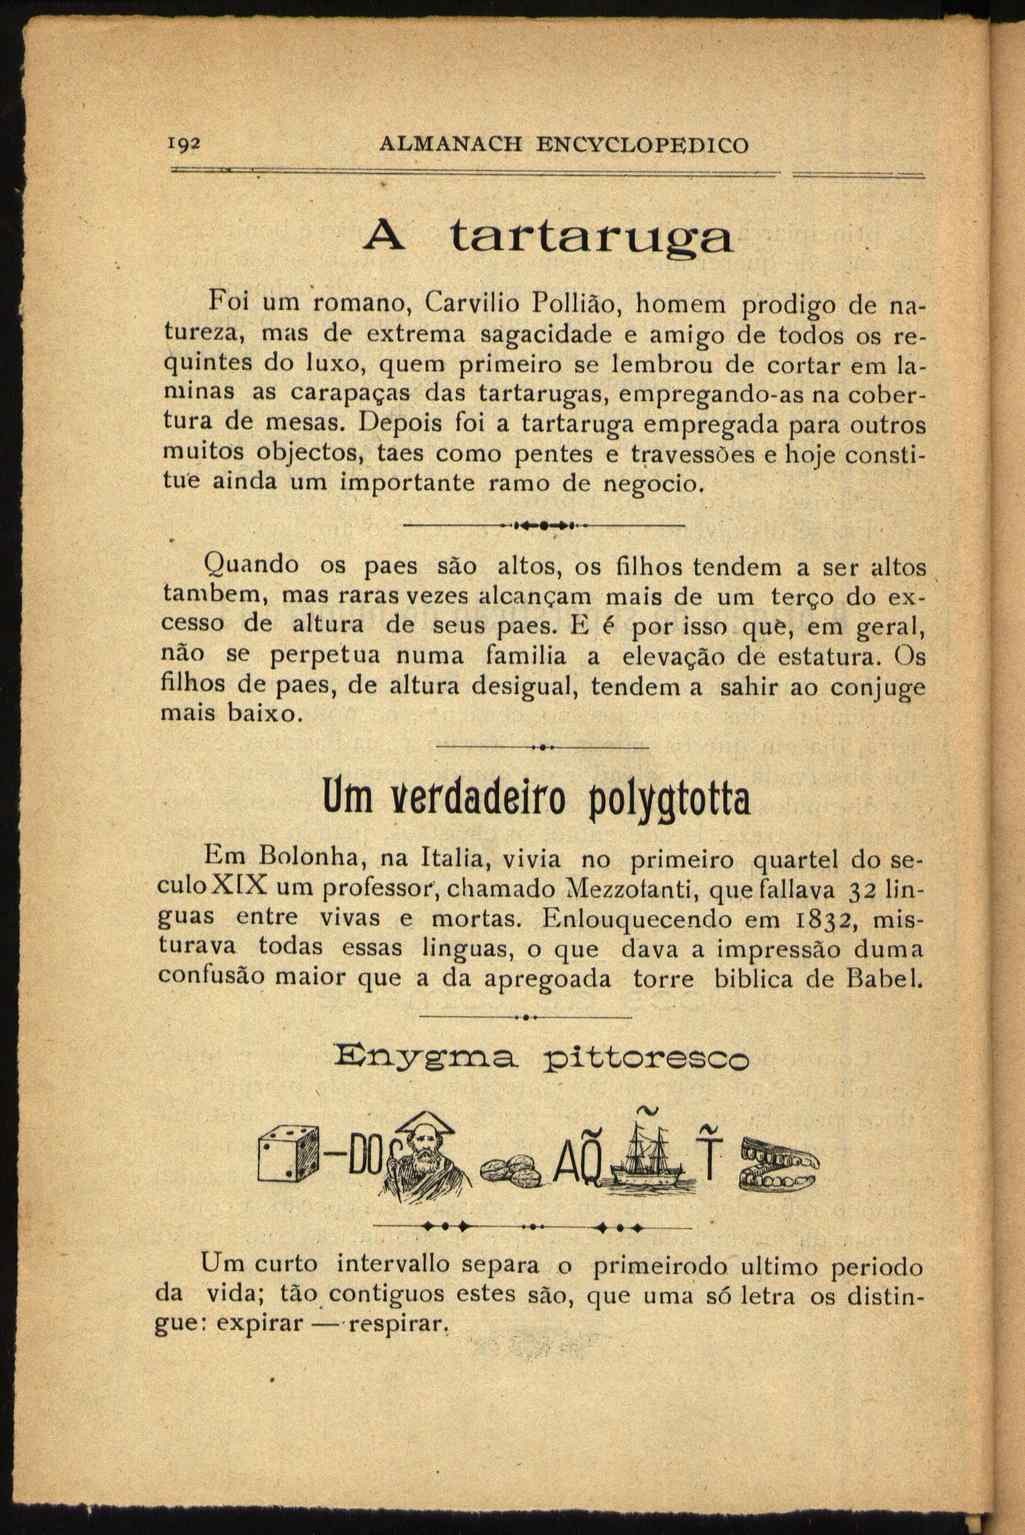 192 ALMANACH ENCYCLOPEDICO
A tartaruga
Foi um romano, Carvilio Pollião, homem prodigo de na-
tureza, mas de extrema sagacidade e amigo de todos os re-
quintes do luxo, quem primeiro se lembrou de cortar em la-
minas as carapaças das tartarugas, empregando-as na cober-
tura de mesas. Depois foi a tartaruga empregada para outros
muitos objectos, taes como pentes e travessões e hoje consti-
tue ainda um importante ramo de negocio.
Quando os paes são altos, os filhos tendem a ser altos
tambem, mas raras vezes alcançam mais de um terço do ex-
cesso de altura de seus paes. E é por isso que, em geral,
não se perpetua numa familia a elevação de estatura. Os
filhos de paes, de altura desigual, tendem a sahir ao conjuge
mais baixo.
Um verdadeiro polygtotta
Em Bolonha, na Italia, vivia no primeiro quartel do se-
culo XIX um professor, chamado Mezzofanti, que fallava 32 lin-
guas entre vivas e mortas. Enlouquecendo em 1832, mis-
turava todas essas linguas, o que dava a impressão duma
confusão maior que a da apregoada torre biblica de Babel.
Enygma pittoresco
-DOS AQ̃ ~ T̃
Um curto intervallo separa o primeirodo ultimo periodo
da vida; tão contiguos estes são, que uma só letra os distin-
gue: expirar — respirar.